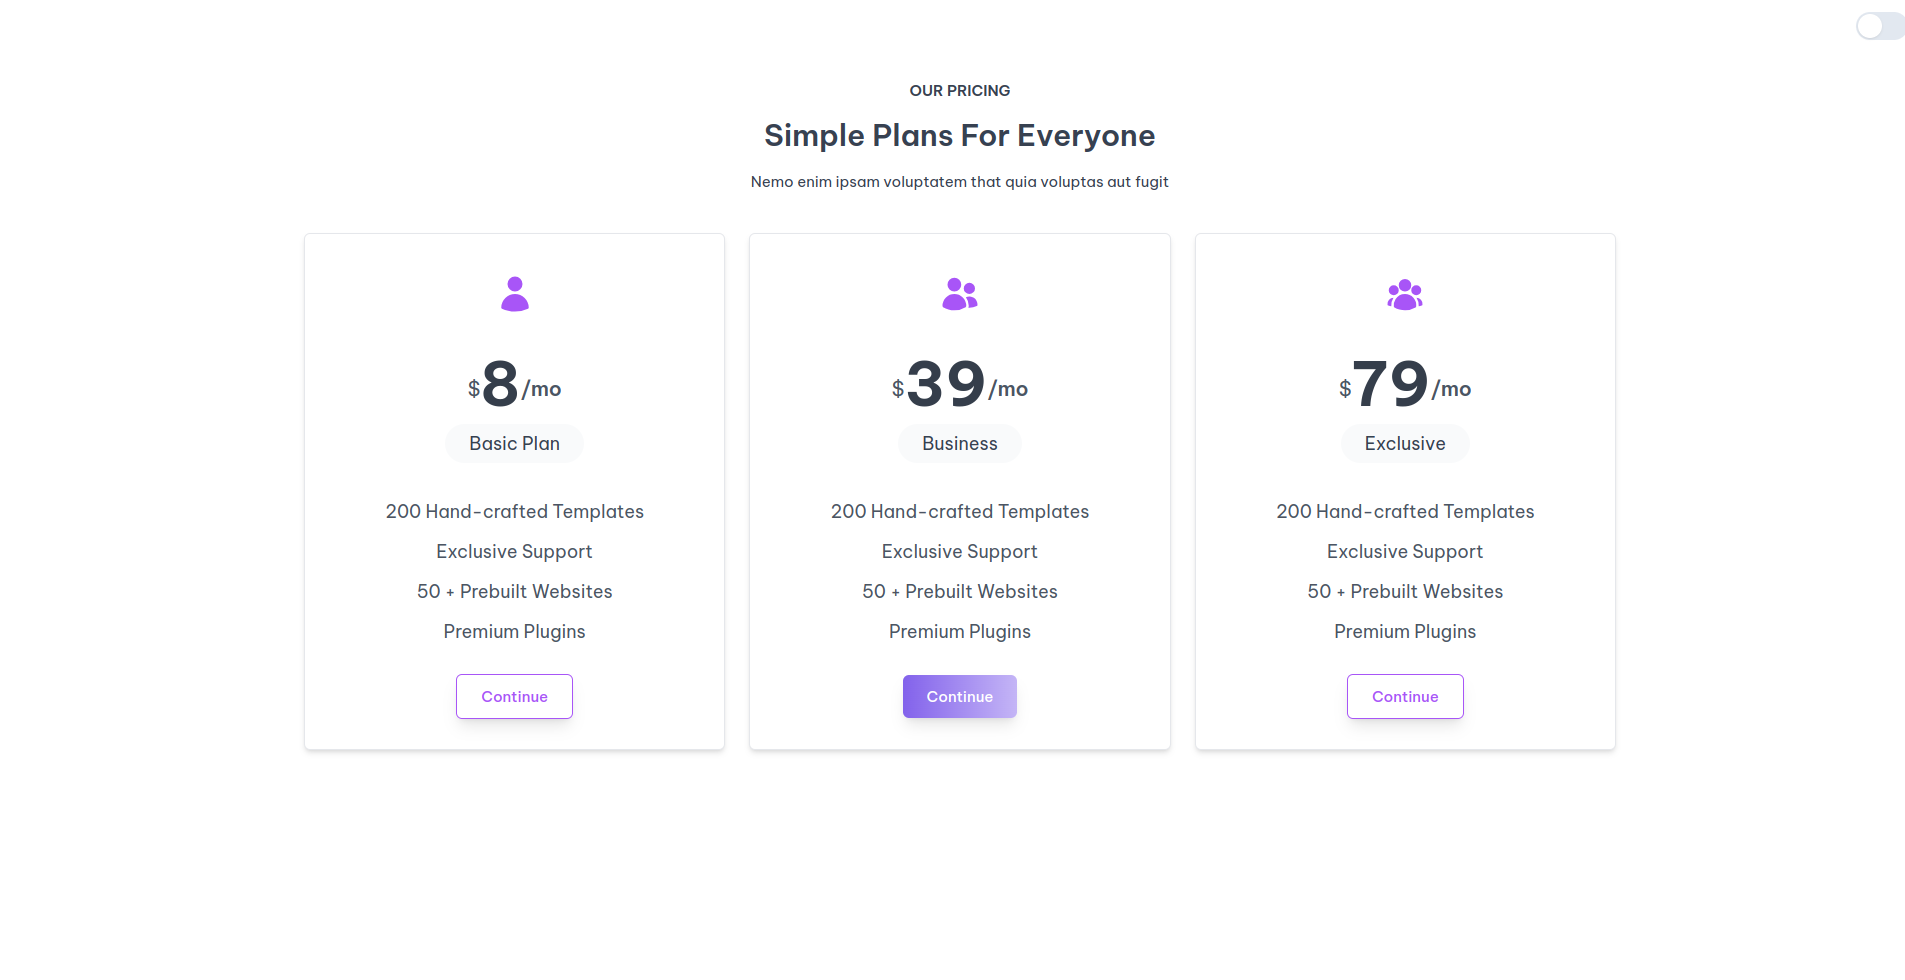 OUR PRICING
Simple Plans For Everyone
Nemo enim ipsam voluptatem that quia voluptas aut fugit
$8/mo
Basic Plan
200 Hand-crafted Templates
Exclusive Support
50 + Prebuilt Websites
Premium Plugins
Continue
$39/mo
Business
200 Hand-crafted Templates
Exclusive Support
50 + Prebuilt Websites
Premium Plugins
Continue
$79/mo
Exclusive
200 Hand-crafted Templates
Exclusive Support
50 + Prebuilt Websites
Premium Plugins
Continue